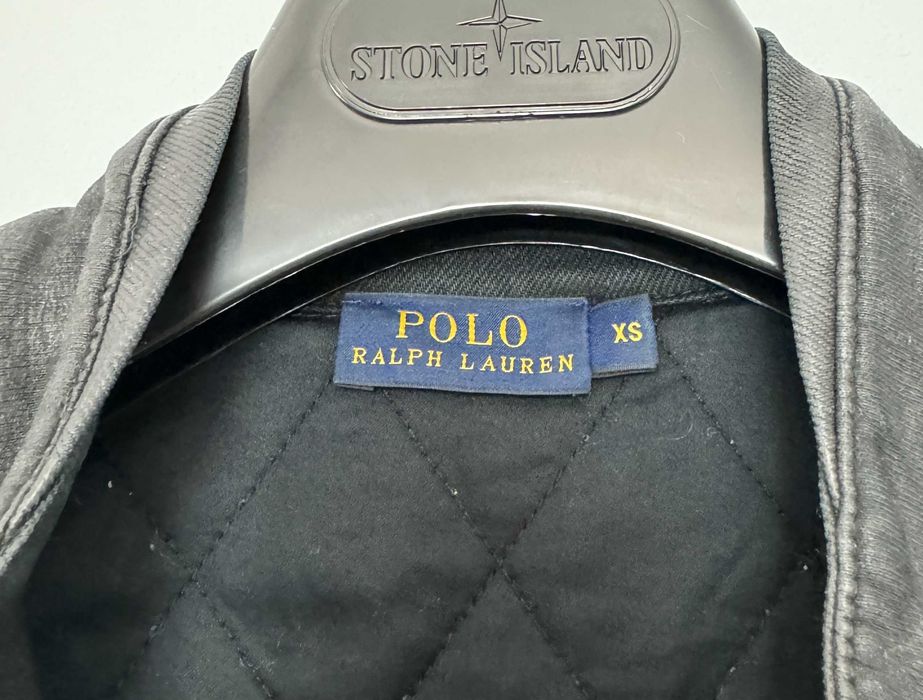 STONE ISLAND
POLO
RALPH LAUREN
XS